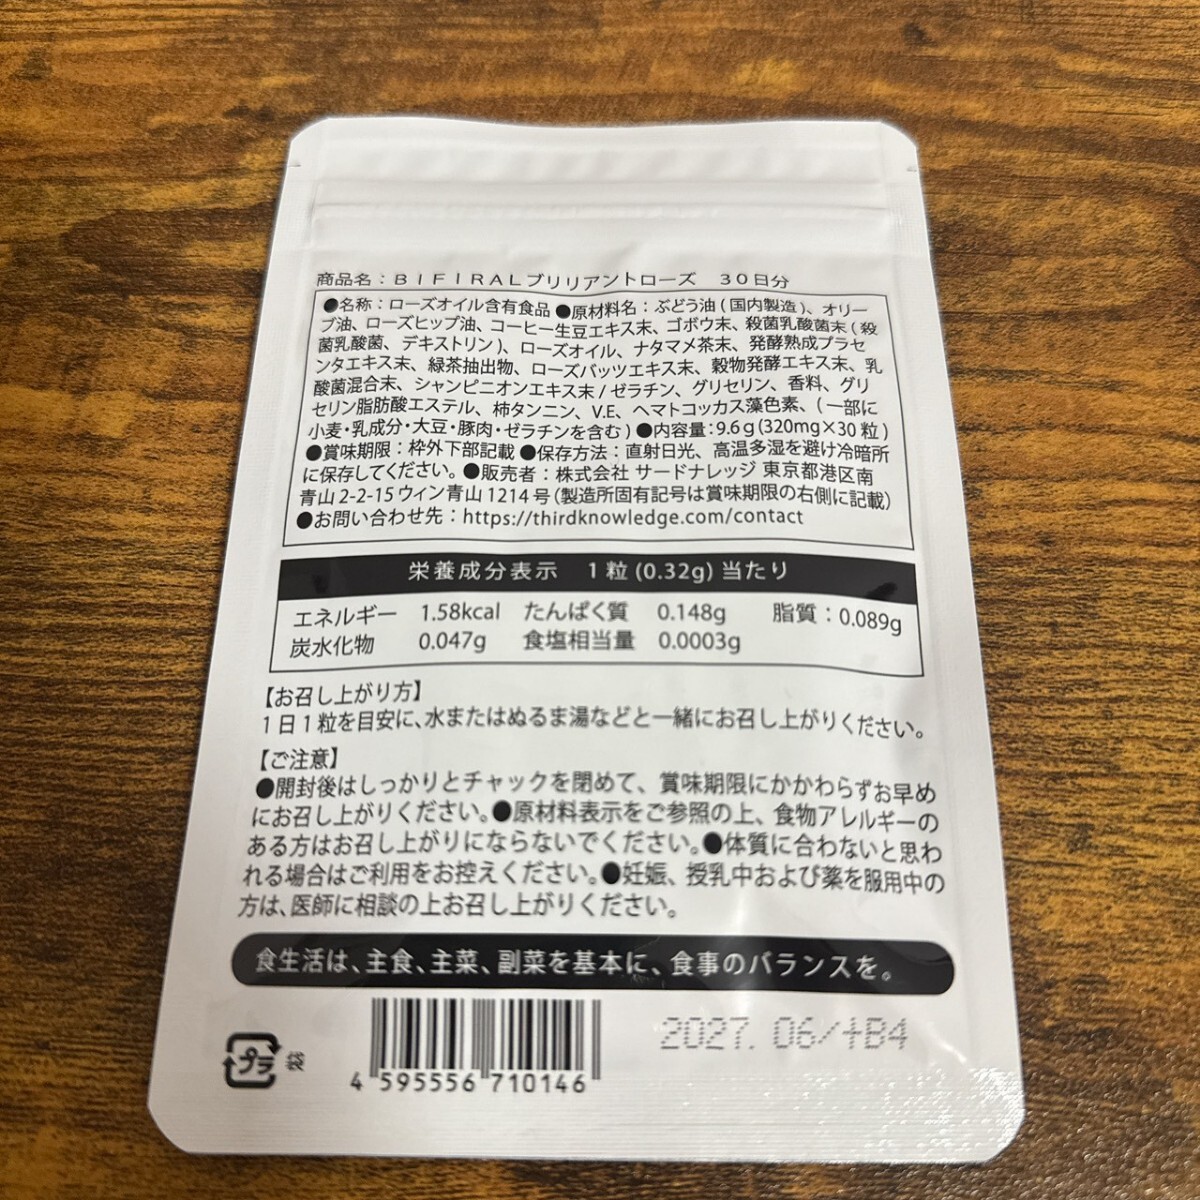 商品名：ＢＩＦＩＲＡＬブリリアントローズ　３０日分
●名称：ローズオイル含有食品 ●原材料名：ぶどう油(国内製造)、オリー
ブ油、ローズヒップ油、コーヒー生豆エキス末、ゴボウ末、殺菌乳酸菌末(殺
菌乳酸菌、デキストリン)、ローズオイル、ナタマメ茶末、発酵熟成プラセ
ンタエキス末、緑茶抽出物、ローズバッツエキス末、穀物発酵エキス末、乳
酸菌混合末、シャンピニオンエキス末/ゼラチン、グリセリン、香料、グリ
セリン脂肪酸エステル、柿タンニン、V.E、ヘマトコッカス藻色素、(一部に
小麦・乳成分・大豆・豚肉・ゼラチンを含む) ●内容量：9.6g(320mg×30粒)
●賞味期限：枠外下部記載 ●保存方法：直射日光、高温多湿を避け冷暗所
に保存してください。●販売者：株式会社 サードナレッジ 東京都港区南
青山2-2-15ウィン青山1214号(製造所固有記号は賞味期限の右側に記載)
●お問い合わせ先：https://thirdknowledge.com/contact
栄養成分表示　1粒(0.32g)当たり
エネルギー 1.58kcal たんぱく質 0.148g 脂質：0.089g
炭水化物 0.047g 食塩相当量 0.0003g
【お召し上がり方】
1日1粒を目安に、水またはぬるま湯などと一緒にお召し上がりください。
【ご注意】
●開封後はしっかりとチャックを閉めて、賞味期限にかかわらずお早め
にお召し上がりください。●原材料表示をご参照の上、食物アレルギーの
ある方はお召し上がりにならないでください。●体質に合わないと思わ
れる場合はご利用をお控えください。●妊娠、授乳中および薬を服用中の
方は、医師に相談の上お召し上がりください。
食生活は、主食、主菜、副菜を基本に、食事のバランスを。
2027. 06/+B4
プラ 袋
4 595556 710146